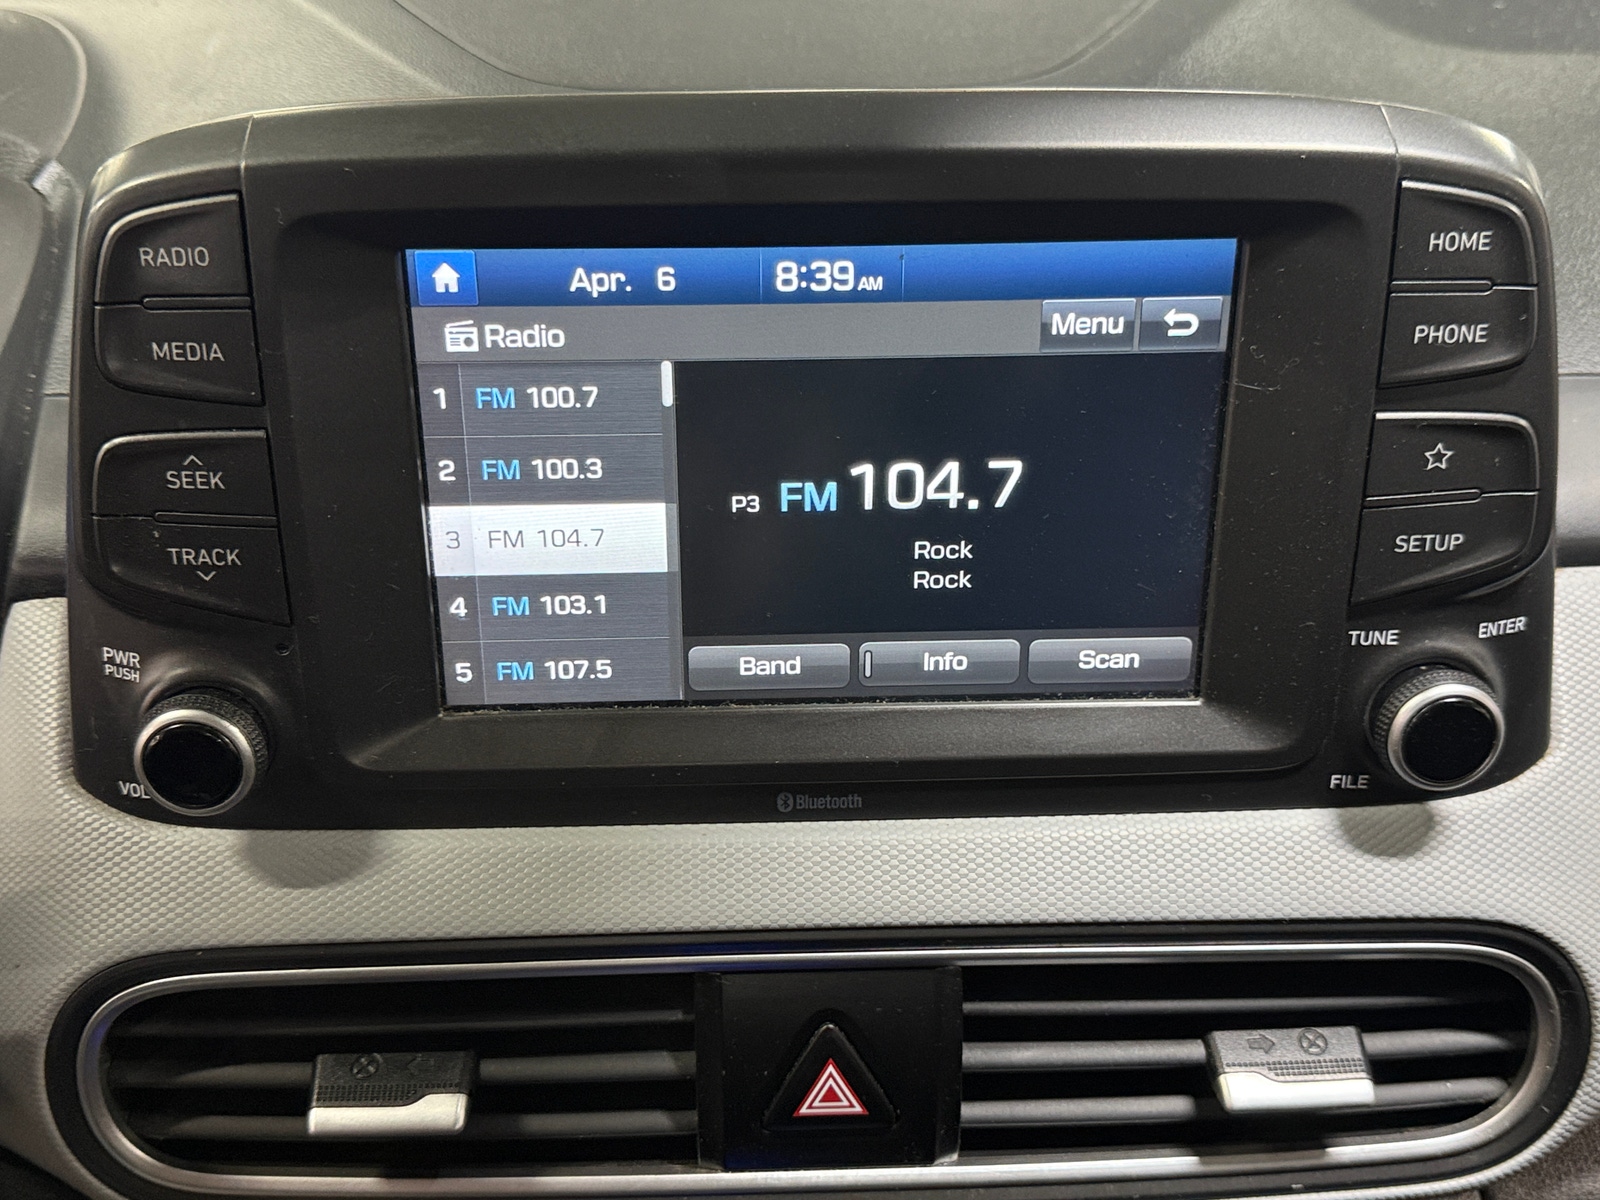 RADIO
MEDIA
SEEK
TRACK
PWR
PUSH
VOL
Apr. 6
8:39 AM
Radio
Menu
1 FM 100.7
2 FM 100.3
3 FM 104.7
4 FM 103.1
5 FM 107.5
P3 FM 104.7
Rock
Rock
Band
Info
Scan
HOME
PHONE
SETUP
TUNE
ENTER
FILE
Bluetooth